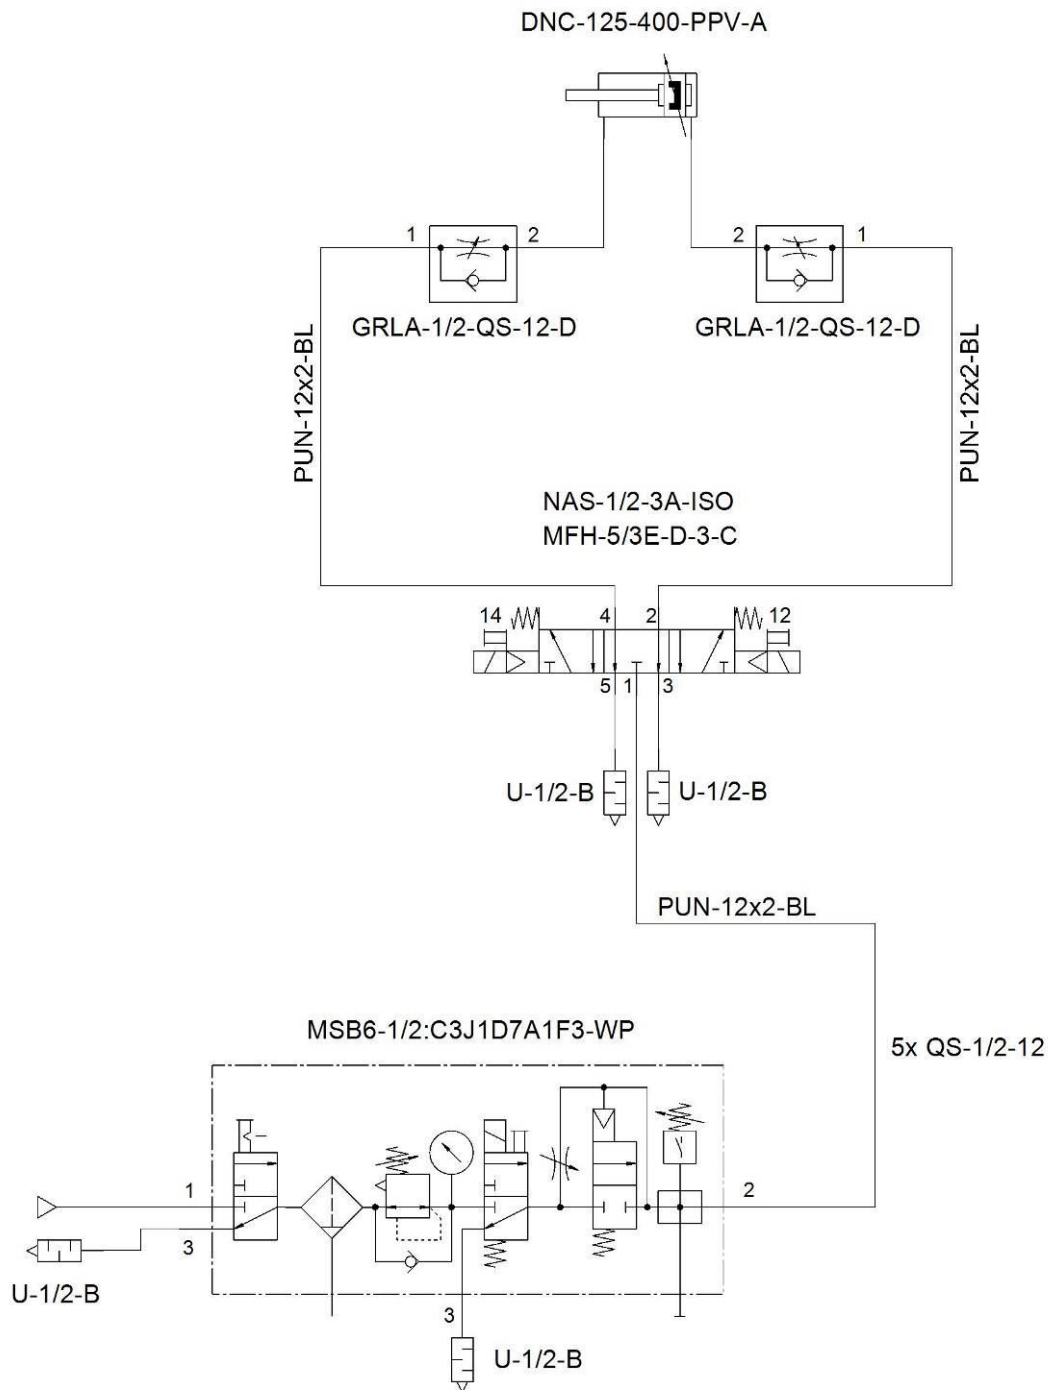 DNC-125-400-PPV-A
1 2
2 1
GRLA-1/2-QS-12-D
GRLA-1/2-QS-12-D
PUN-12x2-BL
PUN-12x2-BL
NAS-1/2-3A-ISO
MFH-5/3E-D-3-C
14 4 2 12
5 1 3
U-1/2-B
U-1/2-B
PUN-12x2-BL
MSB6-1/2:C3J1D7A1F3-WP
5x QS-1/2-12
1
2
3
U-1/2-B
3
U-1/2-B